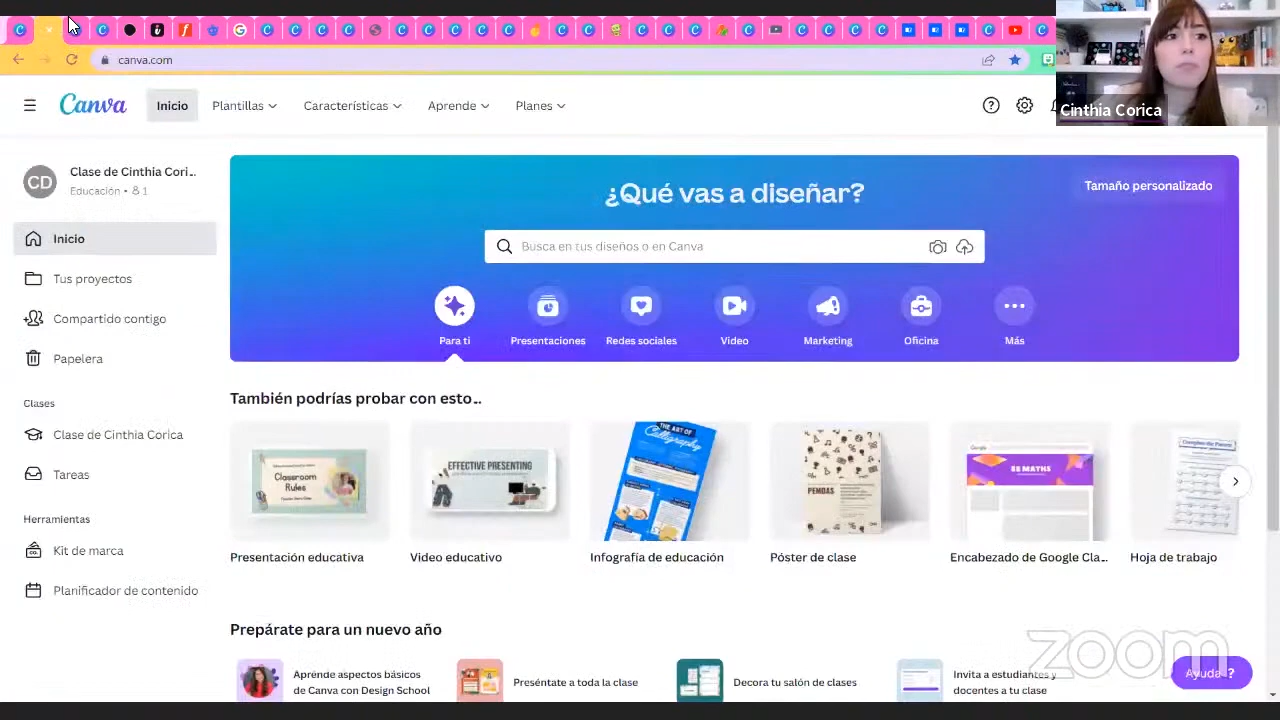 canva.com
Cinthia Corica
Canva
Inicio
Plantillas
Características
Aprende
Planes
CD
Clase de Cinthia Cori...
Educación • 1
Inicio
Tus proyectos
Compartido contigo
Papelera
Clases
Clase de Cinthia Corica
Tareas
Herramientas
Kit de marca
Planificador de contenido
¿Qué vas a diseñar?
Tamaño personalizado
Busca en tus diseños o en Canva
Para ti
Presentaciones
Redes sociales
Video
Marketing
Oficina
Más
También podrías probar con esto...
Classroom
Rules
EFFECTIVE PRESENTING
THE ART OF
Calligraphy
PEMDAS
Google
BE MATHS
Presentación educativa
Video educativo
Infografía de educación
Póster de clase
Encabezado de Google Cla...
Hoja de trabajo
Prepárate para un nuevo año
Aprende aspectos básicos
de Canva con Design School
Preséntate a toda la clase
Decora tu salón de clases
Invita a estudiantes y
docentes a tu clase
zoom
Ayuda ?